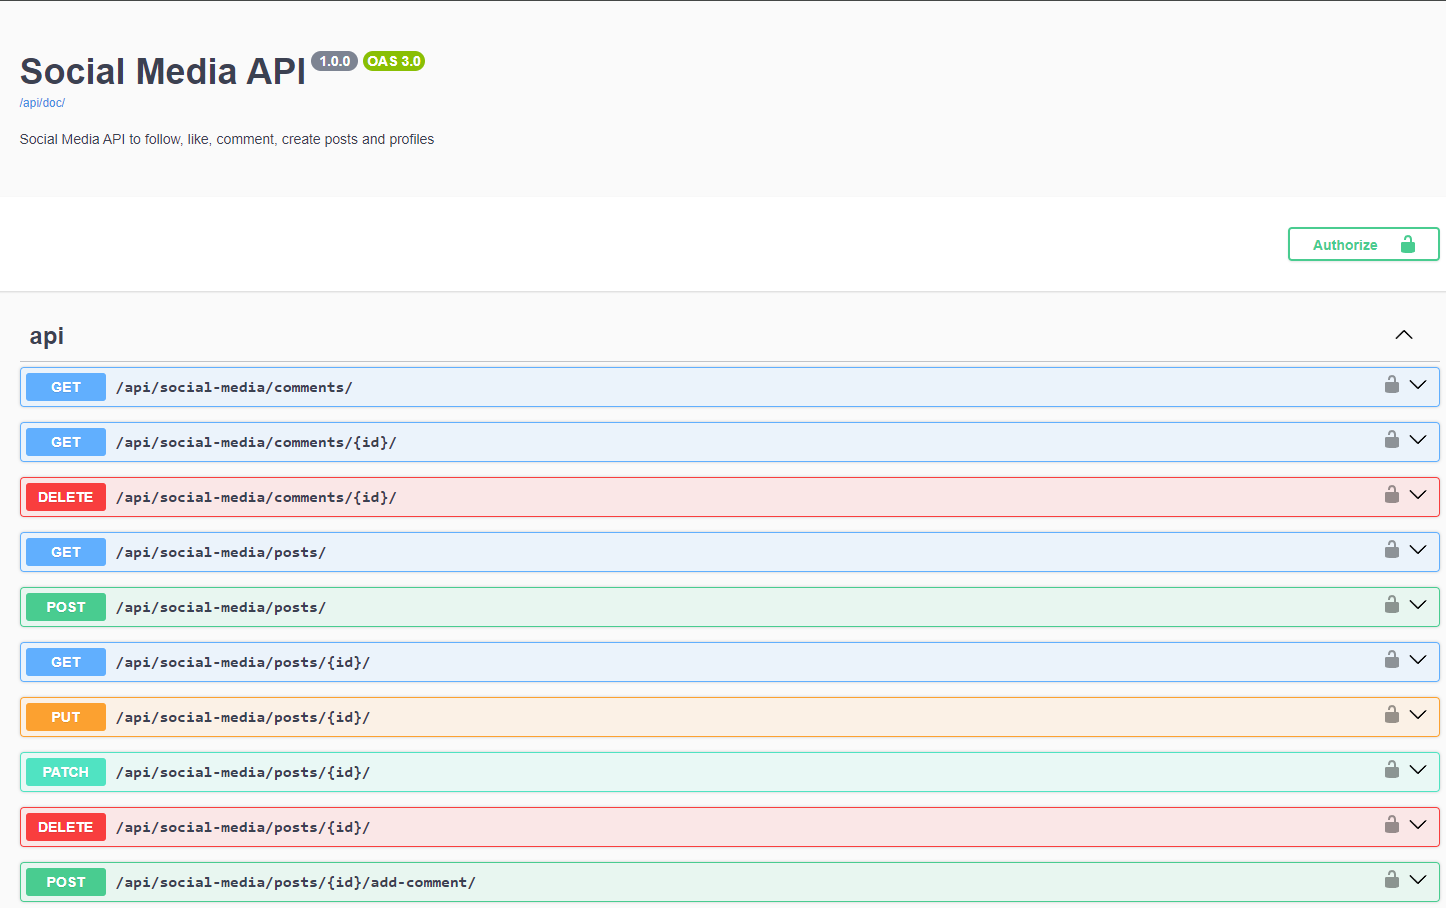 Social Media API 1.0.0 OAS 3.0
/api/doc/
Social Media API to follow, like, comment, create posts and profiles
Authorize
api
GET /api/social-media/comments/
GET /api/social-media/comments/{id}/
DELETE /api/social-media/comments/{id}/
GET /api/social-media/posts/
POST /api/social-media/posts/
GET /api/social-media/posts/{id}/
PUT /api/social-media/posts/{id}/
PATCH /api/social-media/posts/{id}/
DELETE /api/social-media/posts/{id}/
POST /api/social-media/posts/{id}/add-comment/